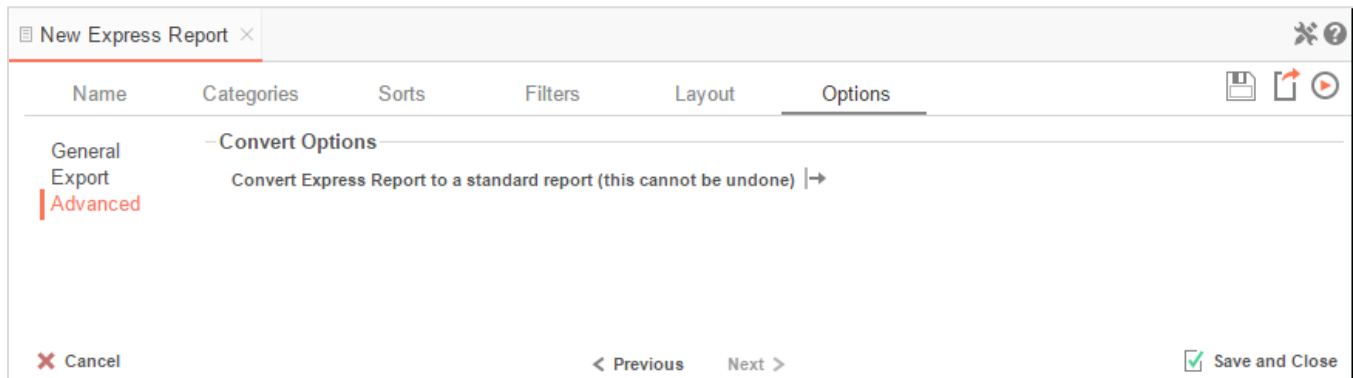 New Express Report
Name Categories Sorts Filters Layout Options
General
Export
Advanced
Convert Options
Convert Express Report to a standard report (this cannot be undone)
Cancel < Previous Next > Save and Close